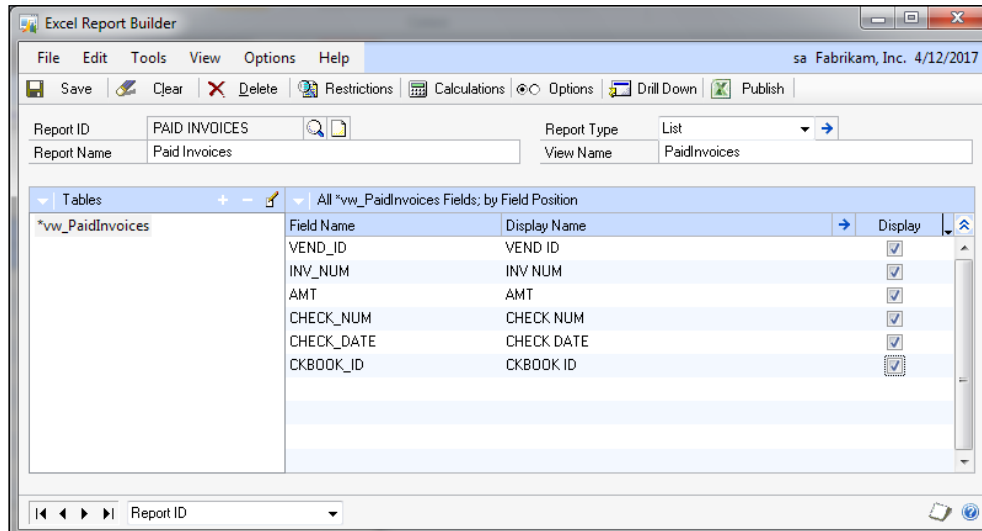 Excel Report Builder
File Edit Tools View Options Help sa Fabrikam, Inc. 4/12/2017
Save Clear Delete Restrictions Calculations Options Drill Down Publish
Report ID PAID INVOICES Report Type List
Report Name Paid Invoices View Name PaidInvoices
Tables All *vw_PaidInvoices Fields; by Field Position
*vw_PaidInvoices Field Name Display Name Display
VEND_ID VEND ID
INV_NUM INV NUM
AMT AMT
CHECK_NUM CHECK NUM
CHECK_DATE CHECK DATE
CKBOOK_ID CKBOOK ID
Report ID